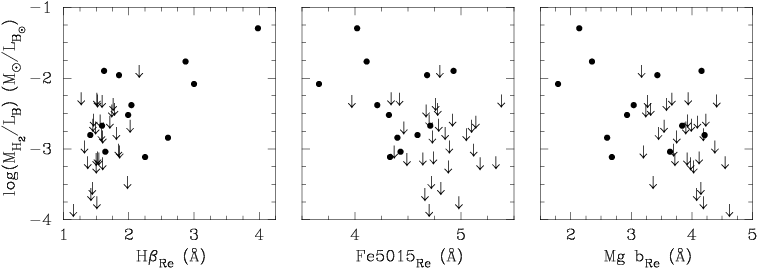 −1
−2
−3
−4
log(M_H₂/L_B) (M⊙/L_B⊙)
1 2 3 4
4 5
2 3 4 5
Hβ_Re (Å)
Fe5015_Re (Å)
Mg b_Re (Å)